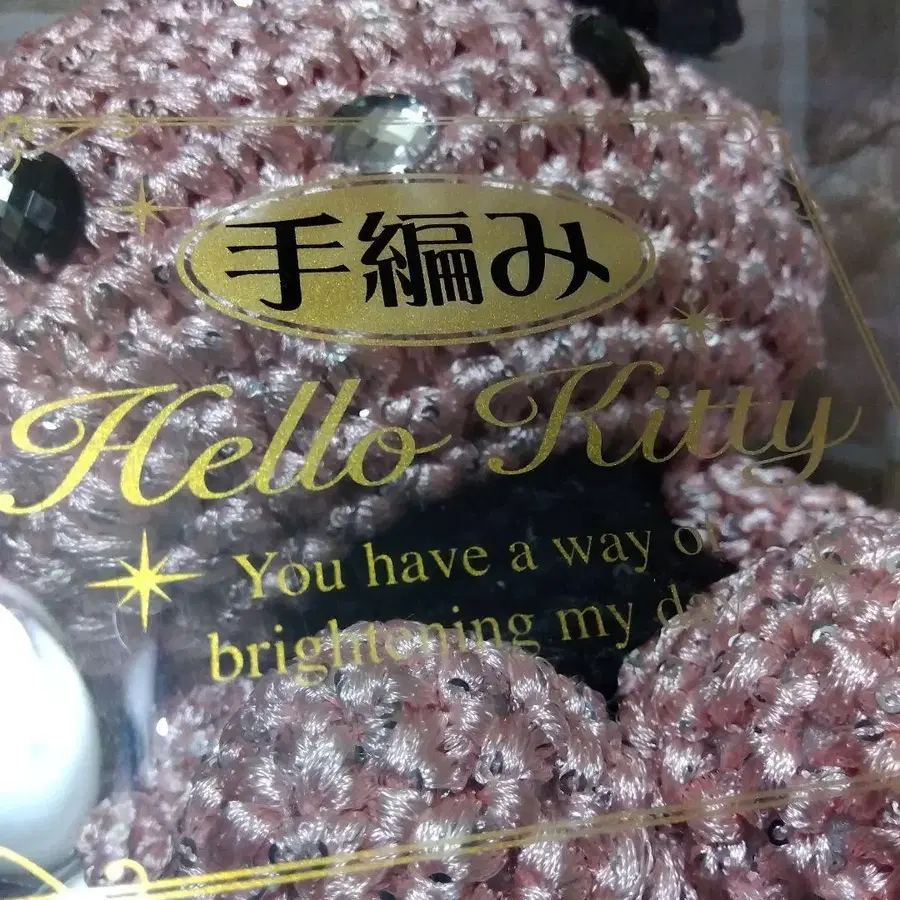 手編み
Hello Kitty
You have a way of
brightening my day